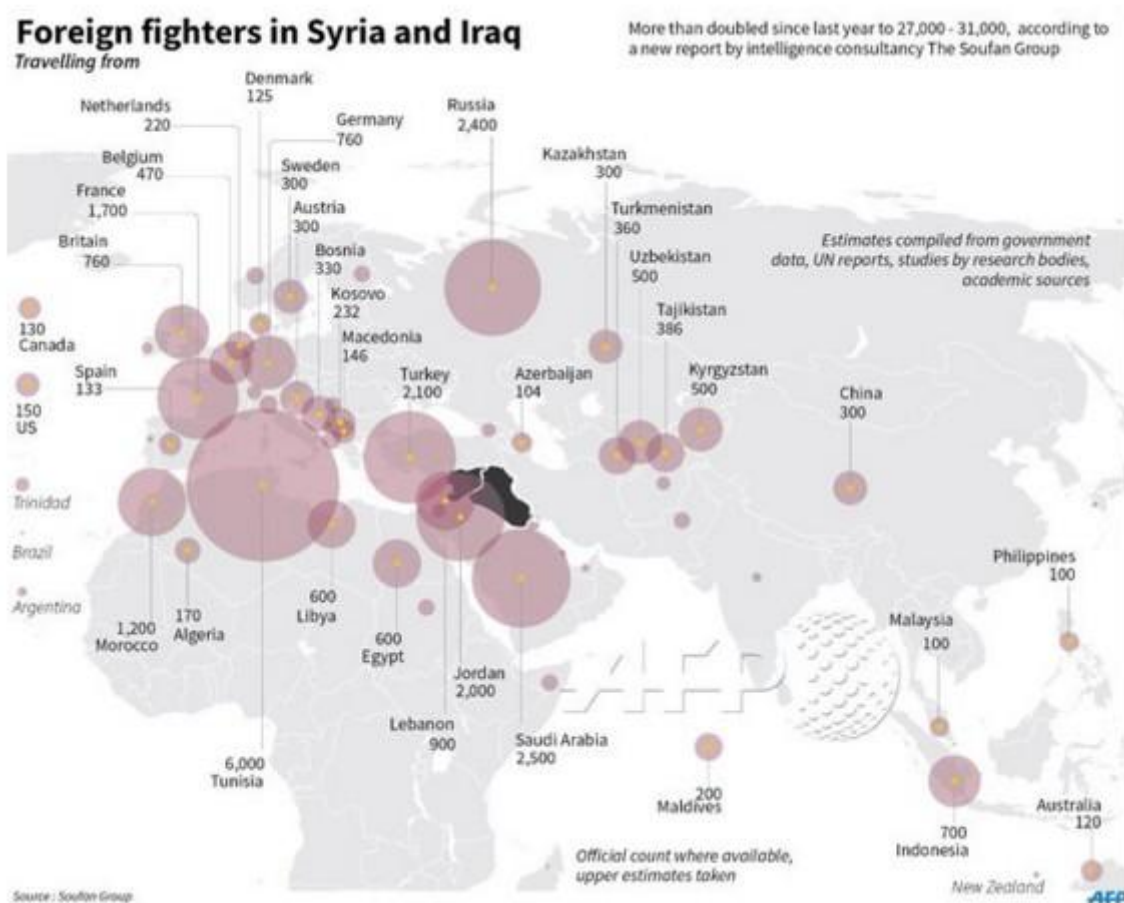 Foreign fighters in Syria and Iraq
Travelling from
More than doubled since last year to 27,000 - 31,000, according to
a new report by intelligence consultancy The Soufan Group
Denmark
125
Netherlands
220
Germany
760
Russia
2,400
Belgium
470
Sweden
300
Kazakhstan
300
France
1,700
Austria
300
Turkmenistan
360
Britain
760
Bosnia
330
Uzbekistan
500
Estimates compiled from government
data, UN reports, studies by research bodies,
academic sources
Kosovo
232
Tajikistan
386
130
Canada
Macedonia
146
Spain
133
Turkey
2,100
Azerbaijan
104
Kyrgyzstan
500
China
300
150
US
Trinidad
Brazil
Argentina
1,200
Morocco
170
Algeria
600
Libya
600
Egypt
Jordan
2,000
Lebanon
900
Saudi Arabia
2,500
6,000
Tunisia
Philippines
100
Malaysia
100
AFP
200
Maldives
700
Indonesia
Australia
120
Official count where available,
upper estimates taken
New Zealand
Source : Soufan Group
AFP